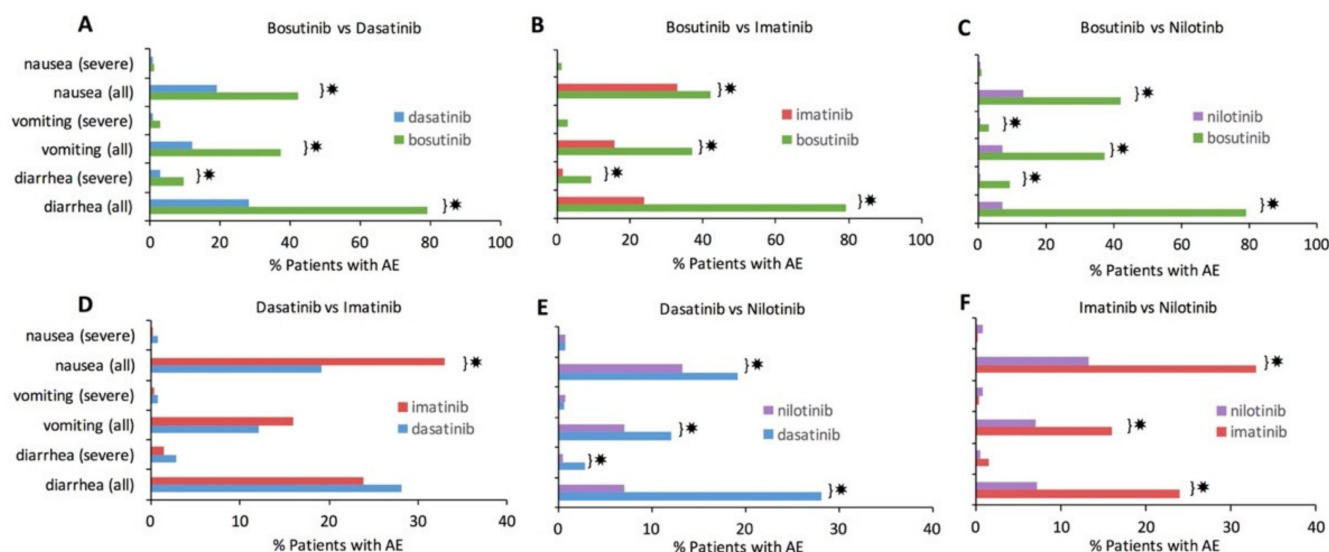 A
Bosutinib vs Dasatinib
nausea (severe)
nausea (all)
vomiting (severe)
vomiting (all)
diarrhea (severe)
diarrhea (all)
}✷
}✷
}✷
}✷
dasatinib
bosutinib
0 20 40 60 80 100
% Patients with AE
B
Bosutinib vs Imatinib
}✷
}✷
}✷
}✷
imatinib
bosutinib
0 20 40 60 80 100
% Patients with AE
C
Bosutinib vs Nilotinb
}✷
}✷
}✷
}✷
}✷
nilotinib
bosutinib
0 20 40 60 80 100
% Patients with AE
D
Dasatinib vs Imatinib
nausea (severe)
nausea (all)
vomiting (severe)
vomiting (all)
diarrhea (severe)
diarrhea (all)
}✷
imatinib
dasatinib
0 10 20 30 40
% Patients with AE
E
Dasatinib vs Nilotinib
}✷
}✷
}✷
}✷
nilotinib
dasatinib
0 10 20 30 40
% Patients with AE
F
Imatinib vs Nilotinib
}✷
}✷
}✷
nilotinib
imatinib
0 10 20 30 40
% Patients with AE